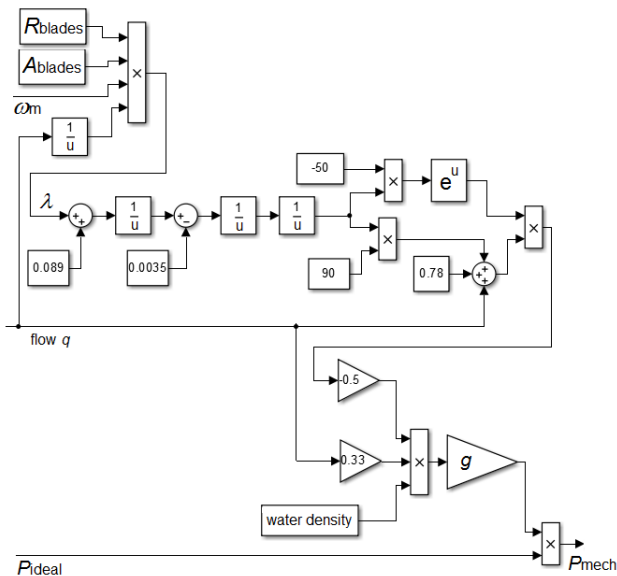 Rblades
Ablades
×
ωm
1
u
λ
+
+
1
u
+
−
1
u
1
u
-50
×
e^u
×
×
0.089
0.0035
90
0.78
+
+
+
flow q
-0.5
0.33
×
g
water density
×
Pideal
Pmech